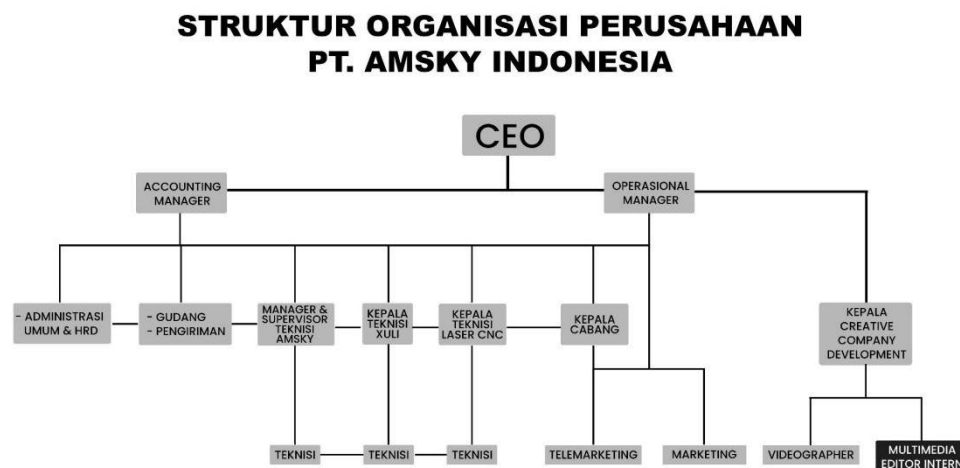 STRUKTUR ORGANISASI PERUSAHAAN
PT. AMSKY INDONESIA
CEO
ACCOUNTING
MANAGER
OPERASIONAL
MANAGER
- ADMINISTRASI
UMUM & HRD
- GUDANG
- PENGIRIMAN
MANAGER &
SUPERVISOR
TEKNISI
AMSKY
KEPALA
TEKNISI
XULI
KEPALA
TEKNISI
LASER CNC
KEPALA
CABANG
KEPALA
CREATIVE
COMPANY
DEVELOPMENT
TEKNISI
TEKNISI
TEKNISI
TELEMARKETING
MARKETING
VIDEOGRAPHER
MULTIMEDIA
EDITOR INTERN